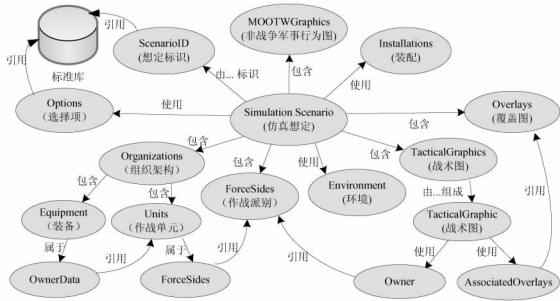 MOOTWGraphics
(非战争军事行为图)
ScenarioID
(想定标识)
Installations
(装配)
引用
引用
标准库
由... 标识
包含
使用
Options
(选择项)
使用
Simulation Scenario
(仿真想定)
包含
Overlays
(覆盖图)
包含
包含
使用
包含
Organizations
(组织架构)
TacticalGraphics
(战术图)
包含
包含
ForceSides
(作战派别)
Environment
(环境)
由...组成
Equipment
(装备)
Units
(作战单元)
TacticalGraphic
(战术图)
属于
引用
属于
引用
引用
使用
使用
引用
OwnerData
ForceSides
Owner
AssociatedOverlays